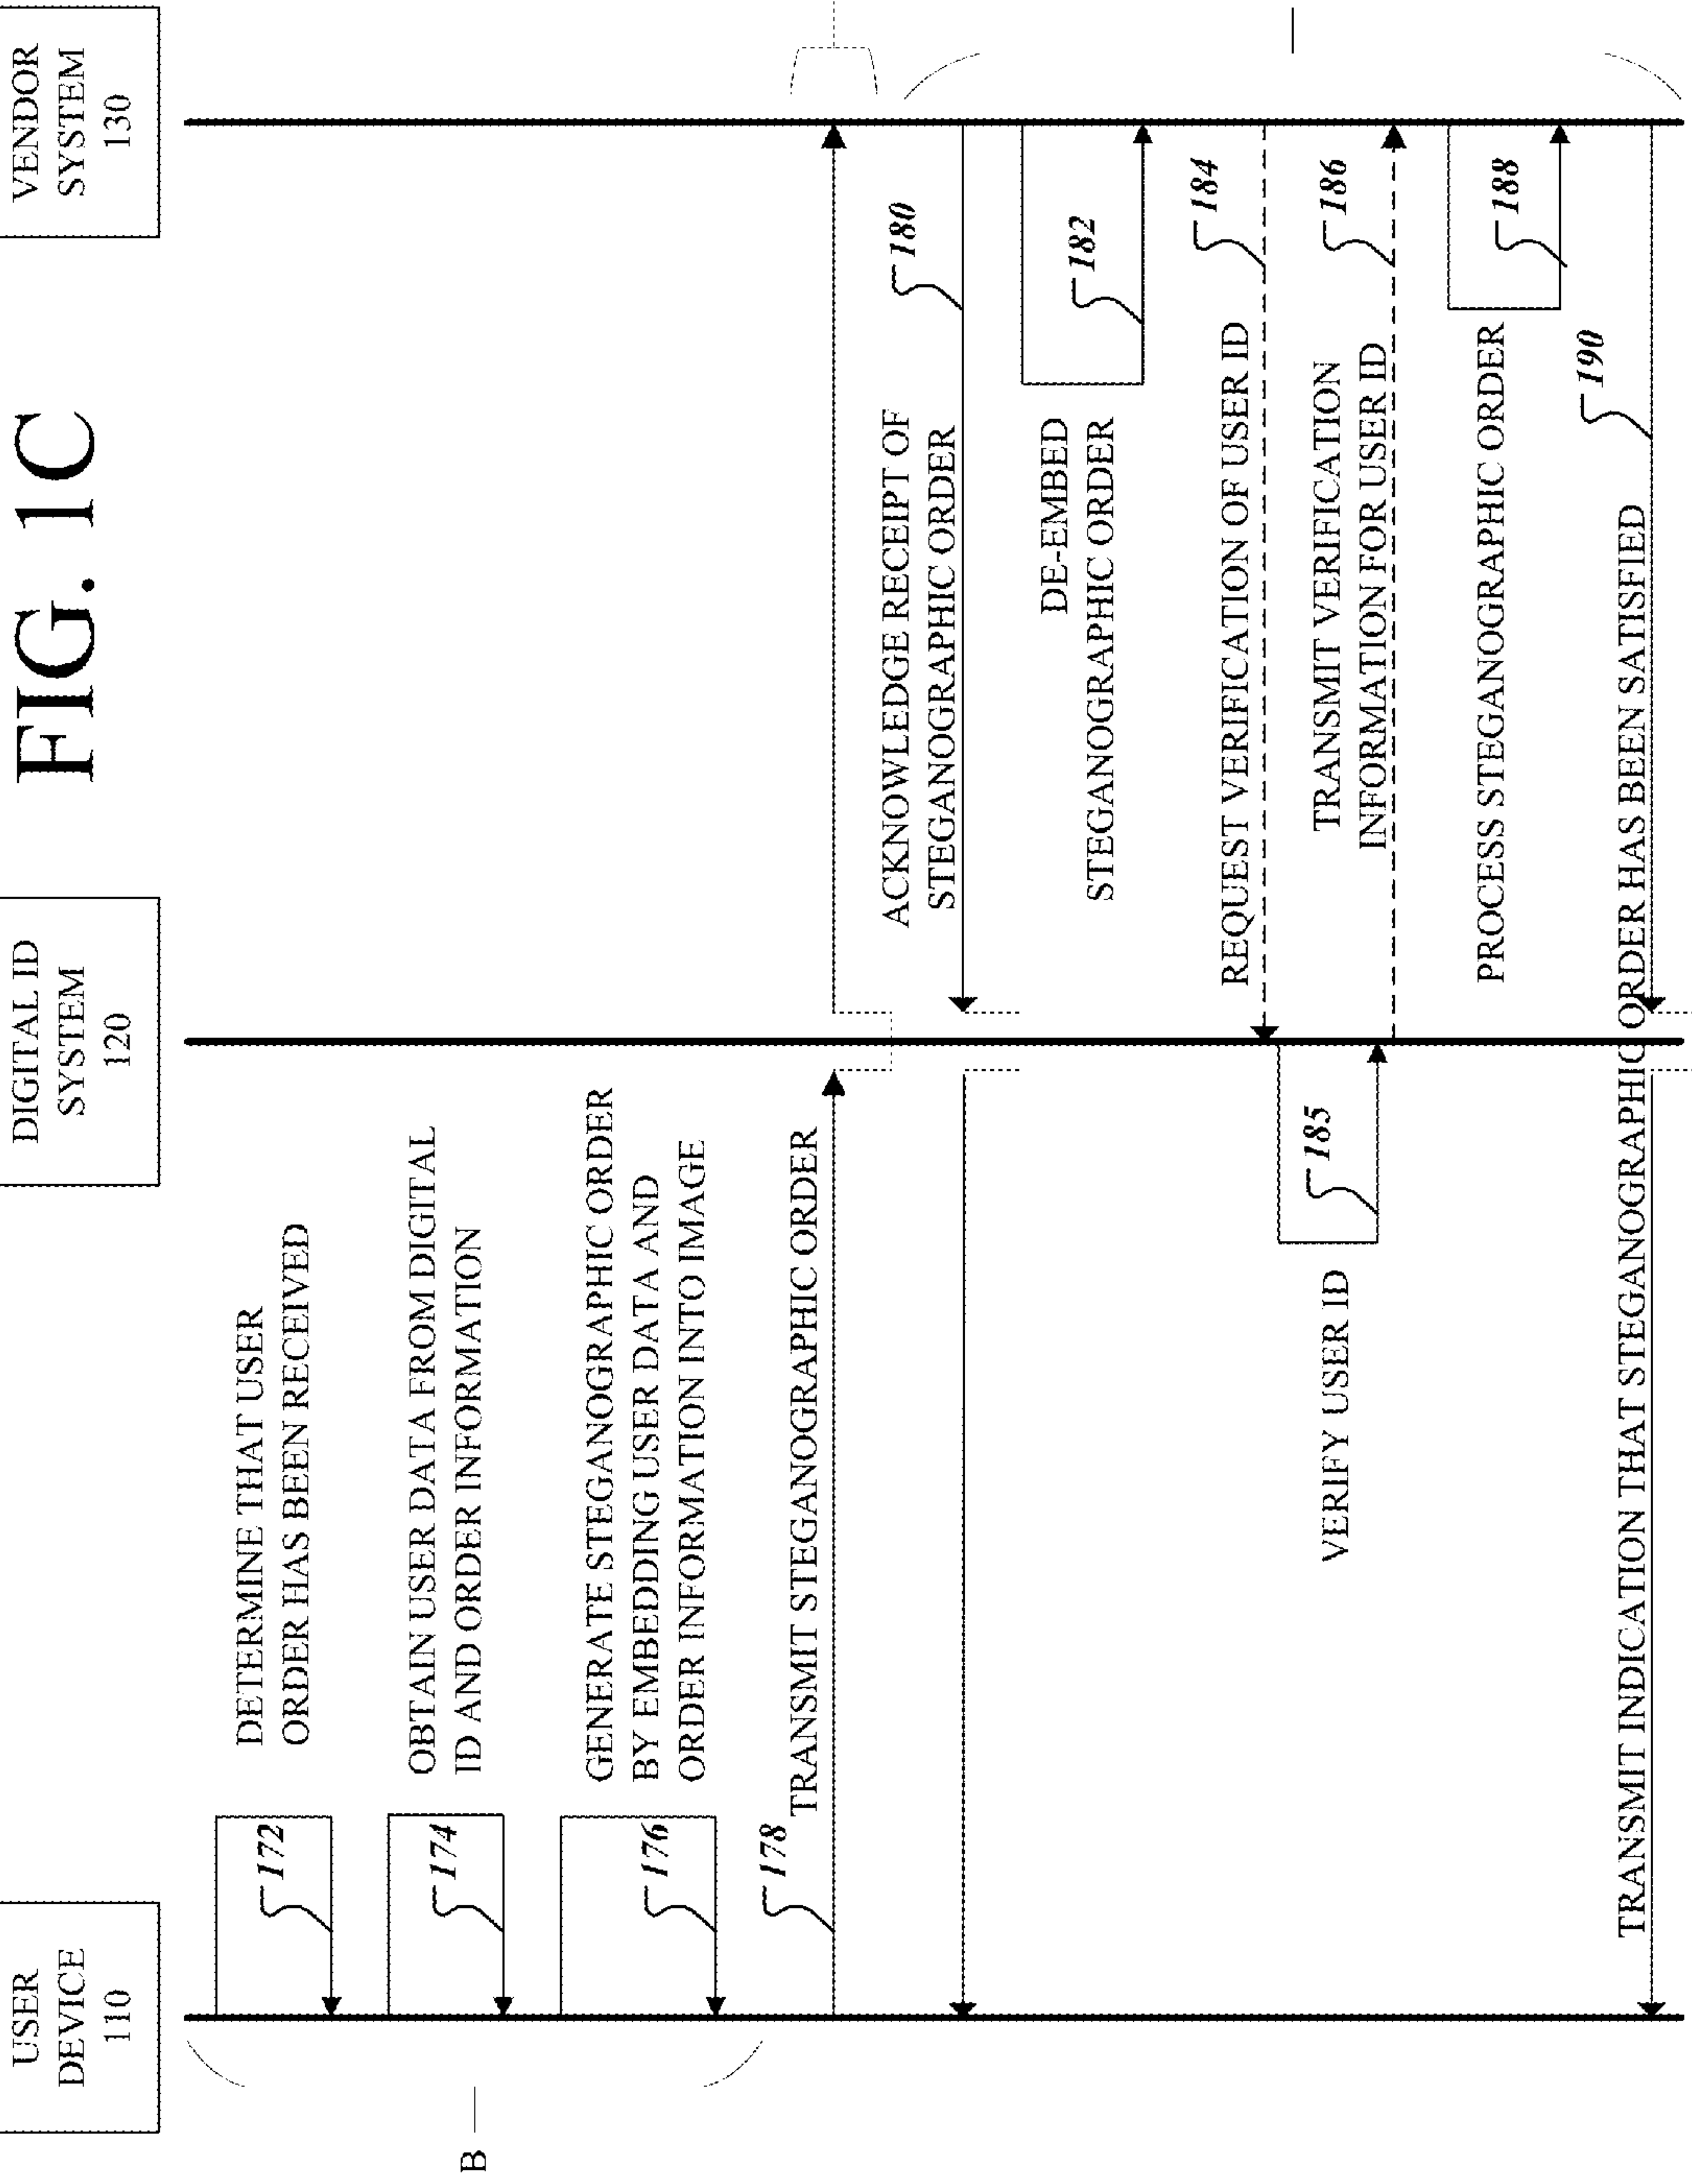 FIG. 1C
USER
DEVICE
110
DIGITAL ID
SYSTEM
120
VENDOR
SYSTEM
130
B
172
DETERMINE THAT USER
ORDER HAS BEEN RECEIVED
174
OBTAIN USER DATA FROM DIGITAL
ID AND ORDER INFORMATION
176
GENERATE STEGANOGRAPHIC ORDER
BY EMBEDDING USER DATA AND
ORDER INFORMATION INTO IMAGE
178
TRANSMIT STEGANOGRAPHIC ORDER
ACKNOWLEDGE RECEIPT OF
STEGANOGRAPHIC ORDER
180
DE-EMBED
STEGANOGRAPHIC ORDER
182
REQUEST VERIFICATION OF USER ID
184
VERIFY USER ID
185
TRANSMIT VERIFICATION
INFORMATION FOR USER ID
186
PROCESS STEGANOGRAPHIC ORDER
188
TRANSMIT INDICATION THAT STEGANOGRAPHIC ORDER HAS BEEN SATISFIED
190